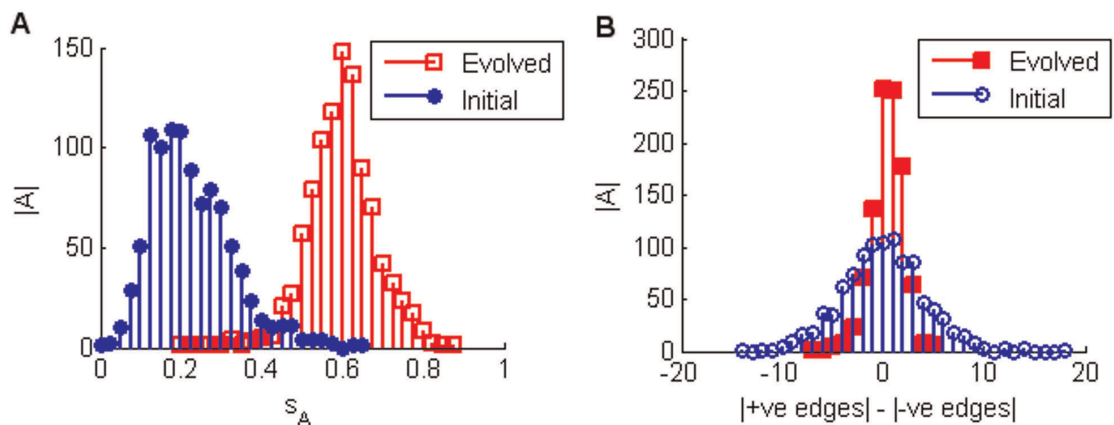 A
150
100
50
0
|A|
Evolved
Initial
0 0.2 0.4 0.6 0.8 1
s_A
B
300
250
200
150
100
50
0
|A|
Evolved
Initial
-20 -10 0 10 20
|+ve edges| - |-ve edges|